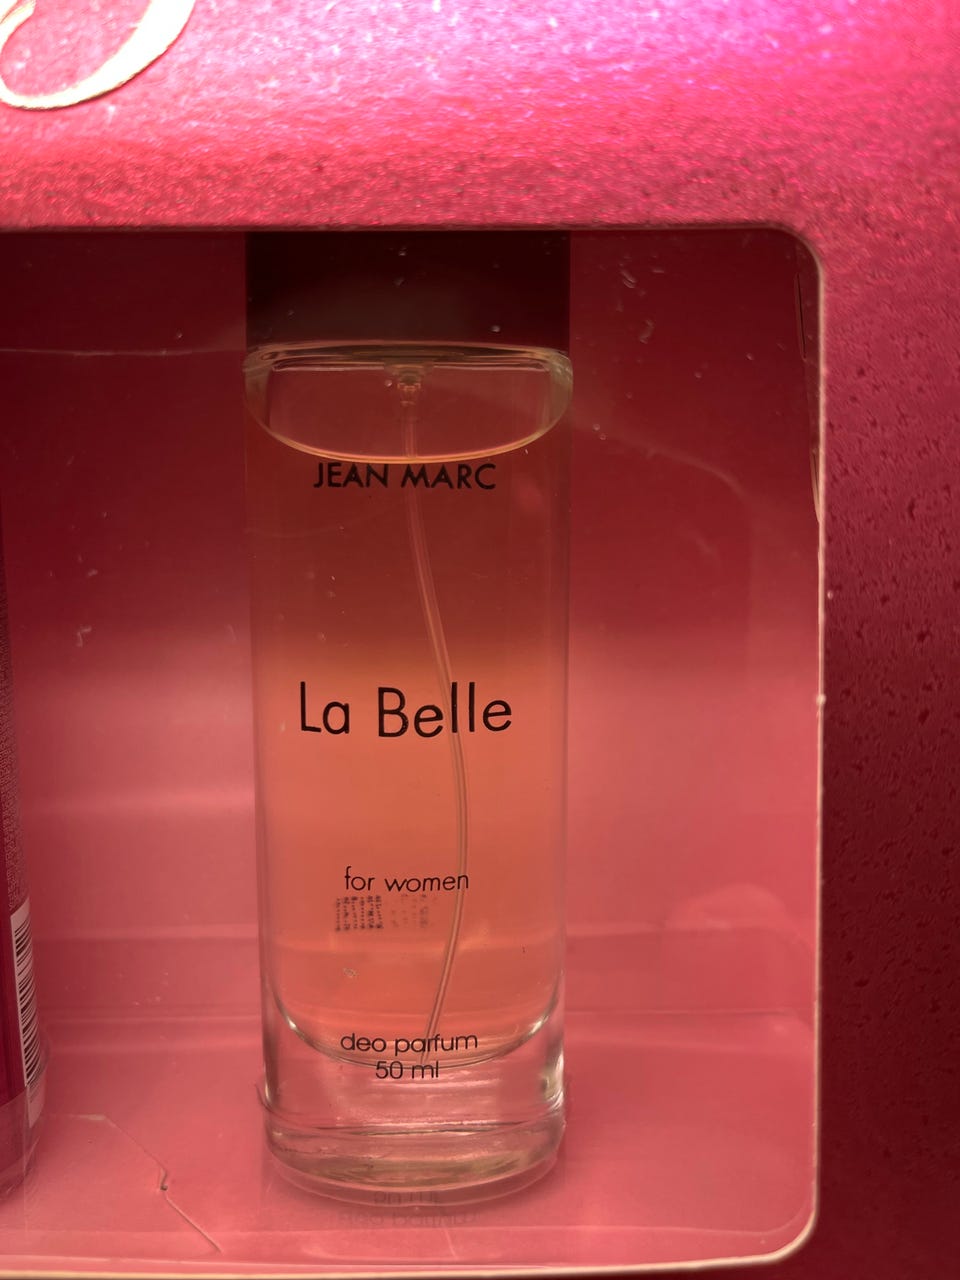 JEAN MARC
La Belle
for women
deo parfum
50 ml